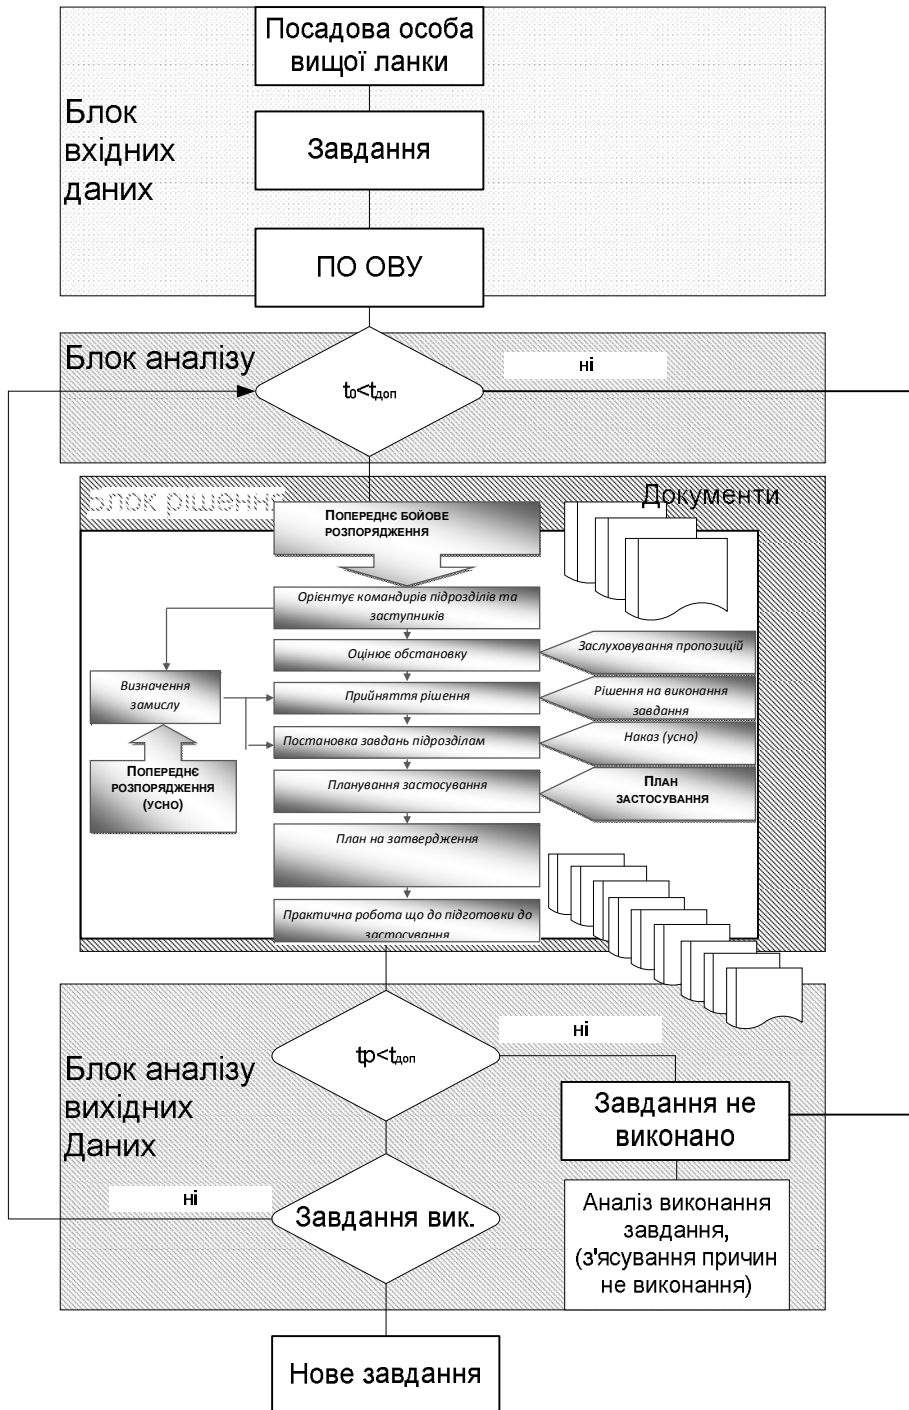 Посадова особа
вищої ланки
Блок
вхідних
даних
Завдання
ПО ОВУ
Блок аналізу
ні
t₀<tдоп
Блок рішення
Документи
ПОПЕРЕДНЄ БОЙОВЕ
РОЗПОРЯДЖЕННЯ
Орієнтує командирів підрозділів та
заступників
Оцінює обстановку
Заслуховування пропозицій
Визначення
замислу
Прийняття рішення
Рішення на виконання
завдання
Постановка завдань підрозділам
Наказ (усно)
ПОПЕРЕДНЄ
РОЗПОРЯДЖЕННЯ
(УСНО)
Планування застосування
ПЛАН
ЗАСТОСУВАННЯ
План на затвердження
Практична робота що до підготовки до
застосування
ні
tр<tдоп
Блок аналізу
вихідних
Даних
Завдання не
виконано
ні
Завдання вик.
Аналіз виконання
завдання,
(з'ясування причин
не виконання)
Нове завдання